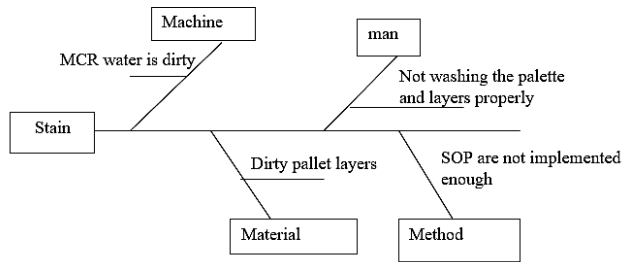 Machine
man
MCR water is dirty
Not washing the palette
and layers properly
Stain
Dirty pallet layers
SOP are not implemented
enough
Material
Method